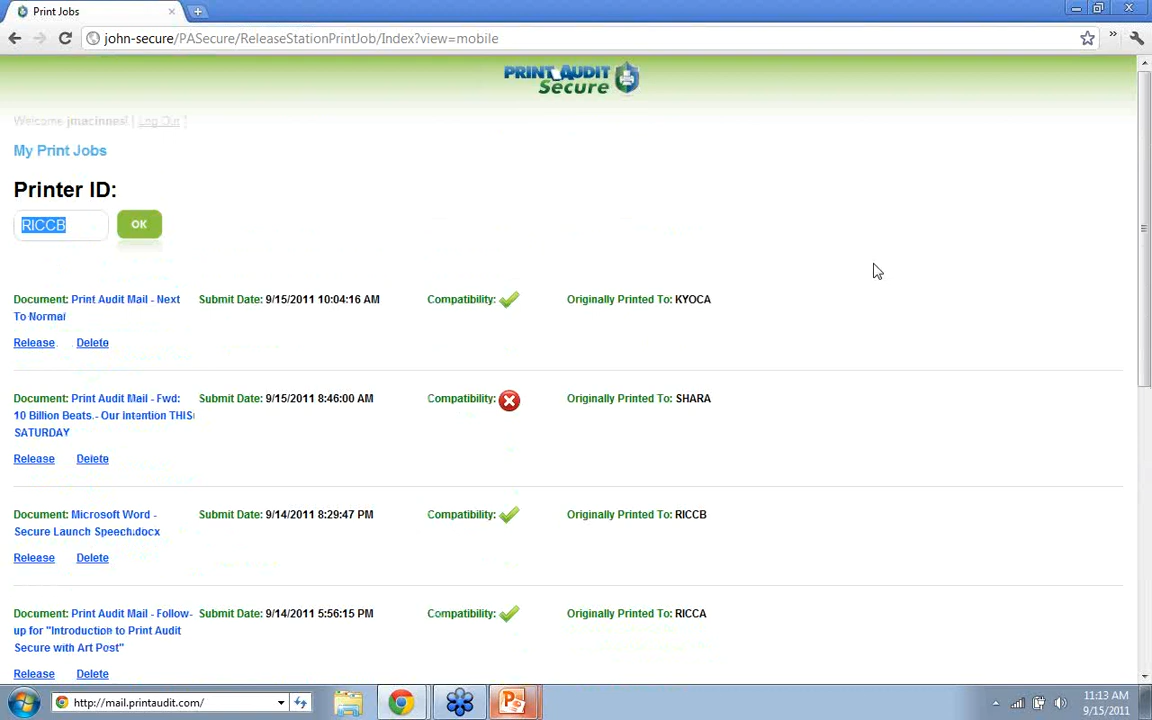 Print Jobs
john-secure/PASecure/ReleaseStationPrintJob/Index?view=mobile
PRINT AUDIT
Secure
Welcome jmacinnes! [ Log Out ]
My Print Jobs
Printer ID:
RICCB OK
Document: Print Audit Mail - Next Submit Date: 9/15/2011 10:04:16 AM Compatibility: Originally Printed To: KYOCA
To Normal
Release Delete
Document: Print Audit Mail - Fwd: Submit Date: 9/15/2011 8:46:00 AM Compatibility: Originally Printed To: SHARA
10 Billion Beats.- Our intention THIS
SATURDAY
Release Delete
Document: Microsoft Word - Submit Date: 9/14/2011 8:29:47 PM Compatibility: Originally Printed To: RICCB
Secure Launch Speech.docx
Release Delete
Document: Print Audit Mail - Follow- Submit Date: 9/14/2011 5:56:15 PM Compatibility: Originally Printed To: RICCA
up for "Introduction to Print Audit
Secure with Art Post"
Release Delete
http://mail.printaudit.com/
11:13 AM
9/15/2011